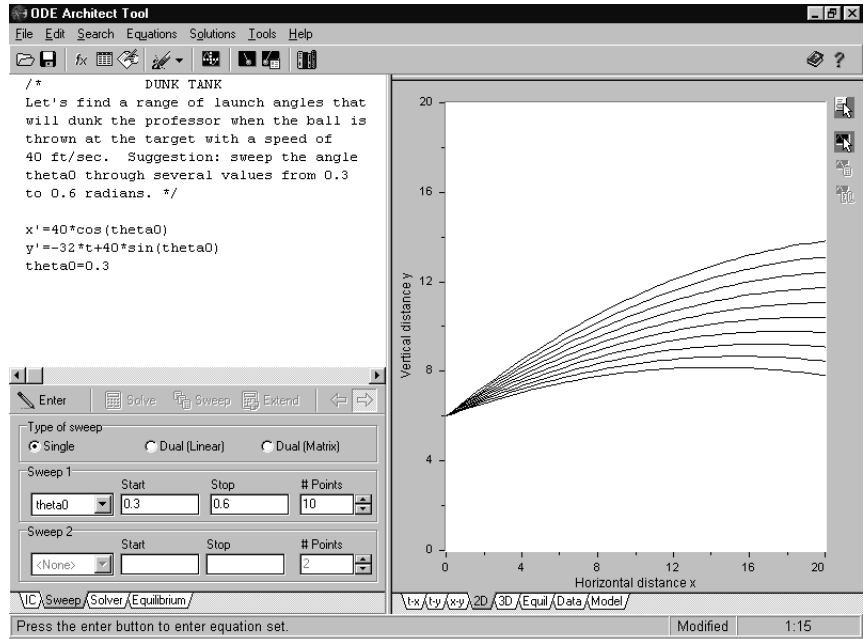 ODE Architect Tool
File Edit Search Equations Solutions Tools Help
fx
/* DUNK TANK
Let's find a range of launch angles that
will dunk the professor when the ball is
thrown at the target with a speed of
40 ft/sec. Suggestion: sweep the angle
theta0 through several values from 0.3
to 0.6 radians. */
x'=40*cos(theta0)
y'=-32*t+40*sin(theta0)
theta0=0.3
Enter Solve Sweep Extend
Type of sweep
Single Dual (Linear) Dual (Matrix)
Sweep 1
Start Stop # Points
theta0 0.3 0.6 10
Sweep 2
Start Stop # Points
<None> 2
IC Sweep Solver Equilibrium
Press the enter button to enter equation set.
20
16
12
8
4
0
Vertical distance y
0 4 8 12 16 20
Horizontal distance x
t-x t-y x-y 2D 3D Equil Data Model
Modified 1:15